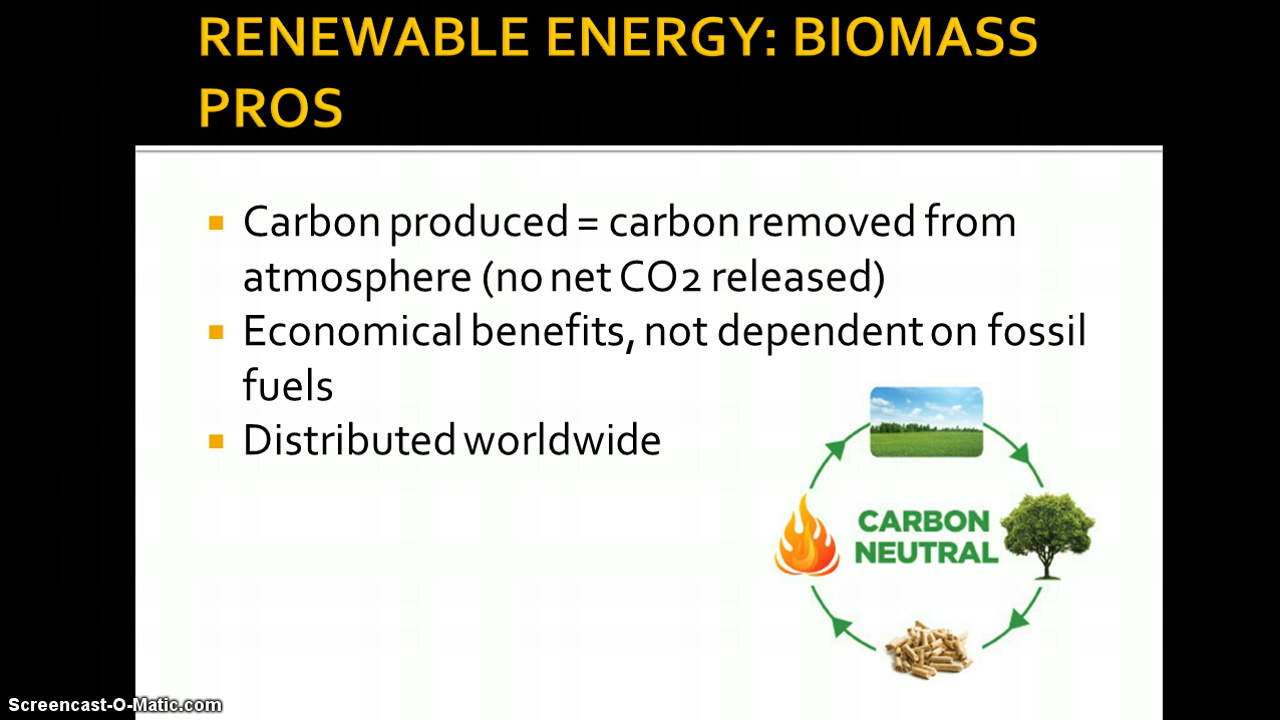 RENEWABLE ENERGY: BIOMASS
PROS
Carbon produced = carbon removed from
atmosphere (no net CO2 released)
Economical benefits, not dependent on fossil
fuels
Distributed worldwide
CARBON
NEUTRAL
Screencast-O-Matic.com